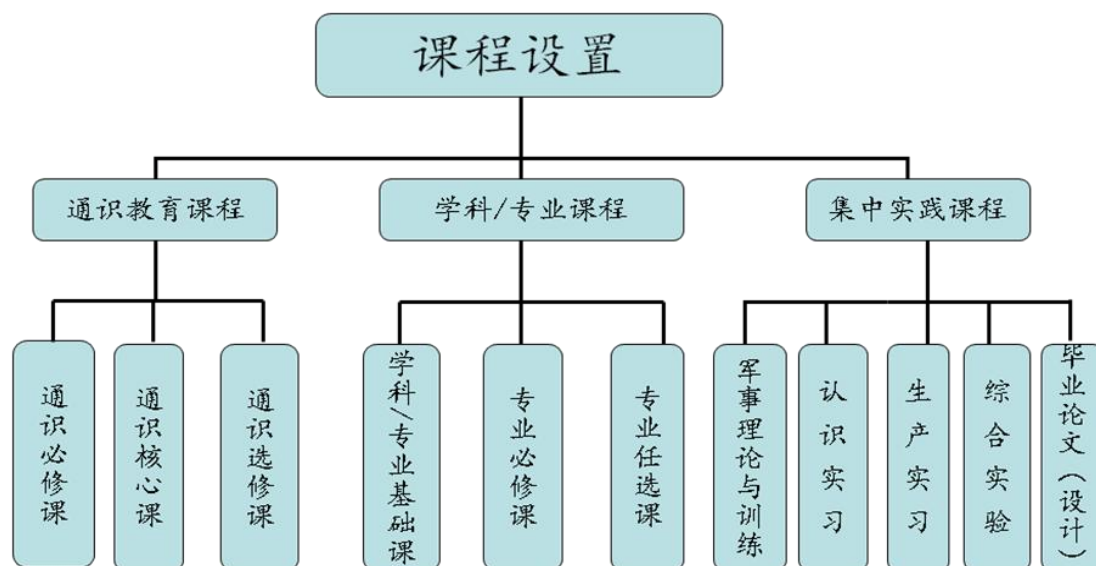 课程设置
通识教育课程
学科/专业课程
集中实践课程
通识必修课
通识核心课
通识选修课
学科/专业基础课
专业必修课
专业任选课
军事理论与训练
认识实习
生产实习
综合实验
毕业论文(设计)